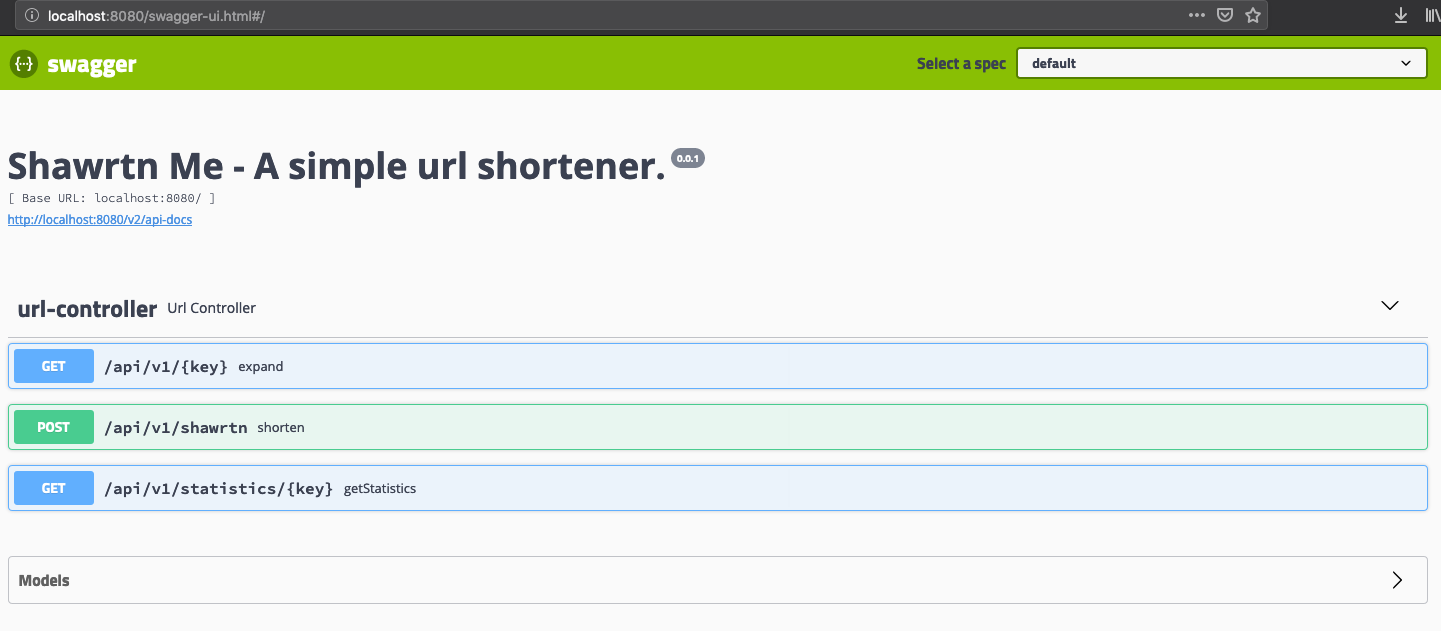 localhost:8080/swagger-ui.html#/
{...} swagger
Select a spec default
Shawrtn Me - A simple url shortener. 0.0.1
[ Base URL: localhost:8080/ ]
http://localhost:8080/v2/api-docs
url-controller Url Controller
GET /api/v1/{key} expand
POST /api/v1/shawrtn shorten
GET /api/v1/statistics/{key} getStatistics
Models